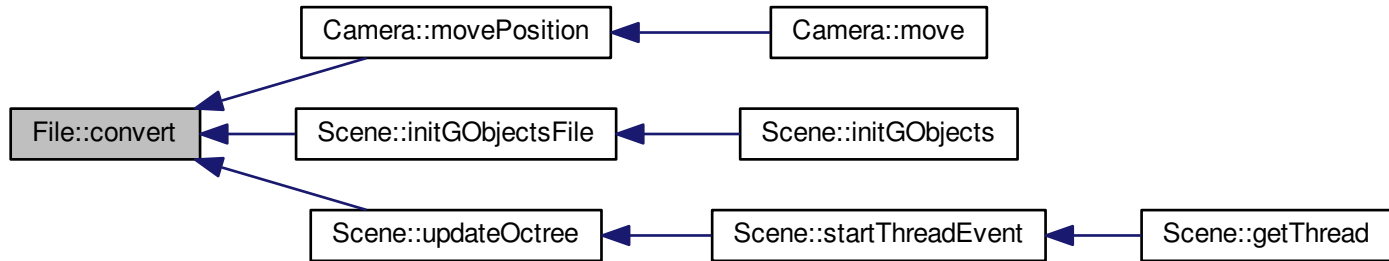 Camera::movePosition
Camera::move
File::convert
Scene::initGObjectsFile
Scene::initGObjects
Scene::updateOctree
Scene::startThreadEvent
Scene::getThread